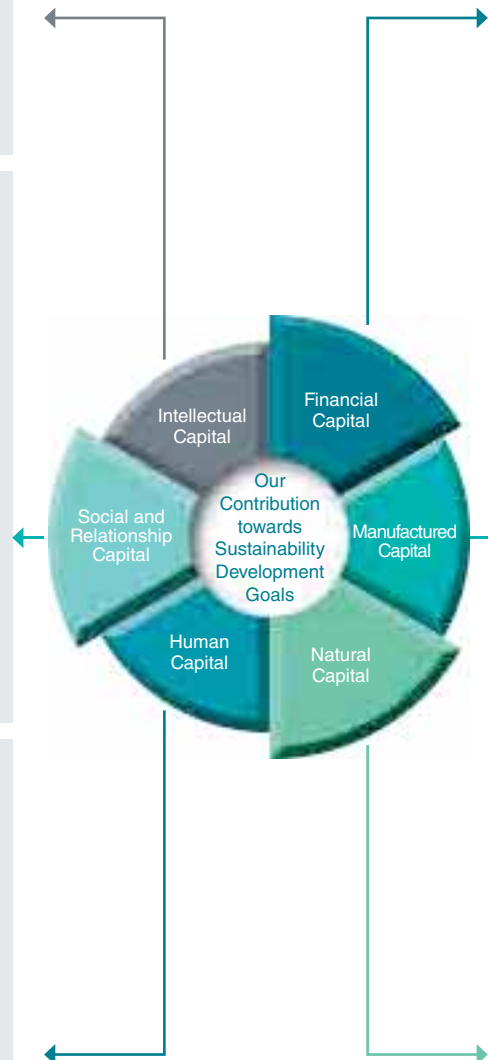 Intellectual
Capital
Financial
Capital
Social and
Relationship
Capital
Our
Contribution
towards
Sustainability
Development
Goals
Manufactured
Capital
Human
Capital
Natural
Capital